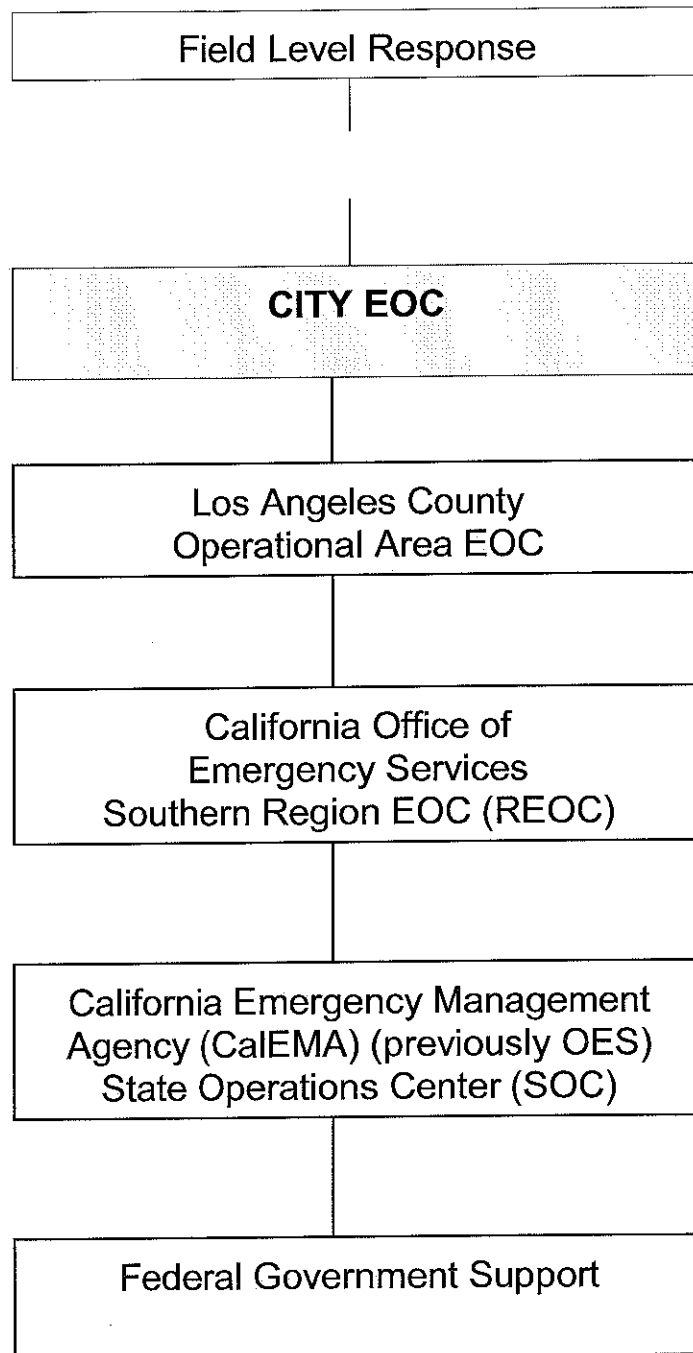 Field Level Response
CITY EOC
Los Angeles County
Operational Area EOC
California Office of
Emergency Services
Southern Region EOC (REOC)
California Emergency Management
Agency (CalEMA) (previously OES)
State Operations Center (SOC)
Federal Government Support